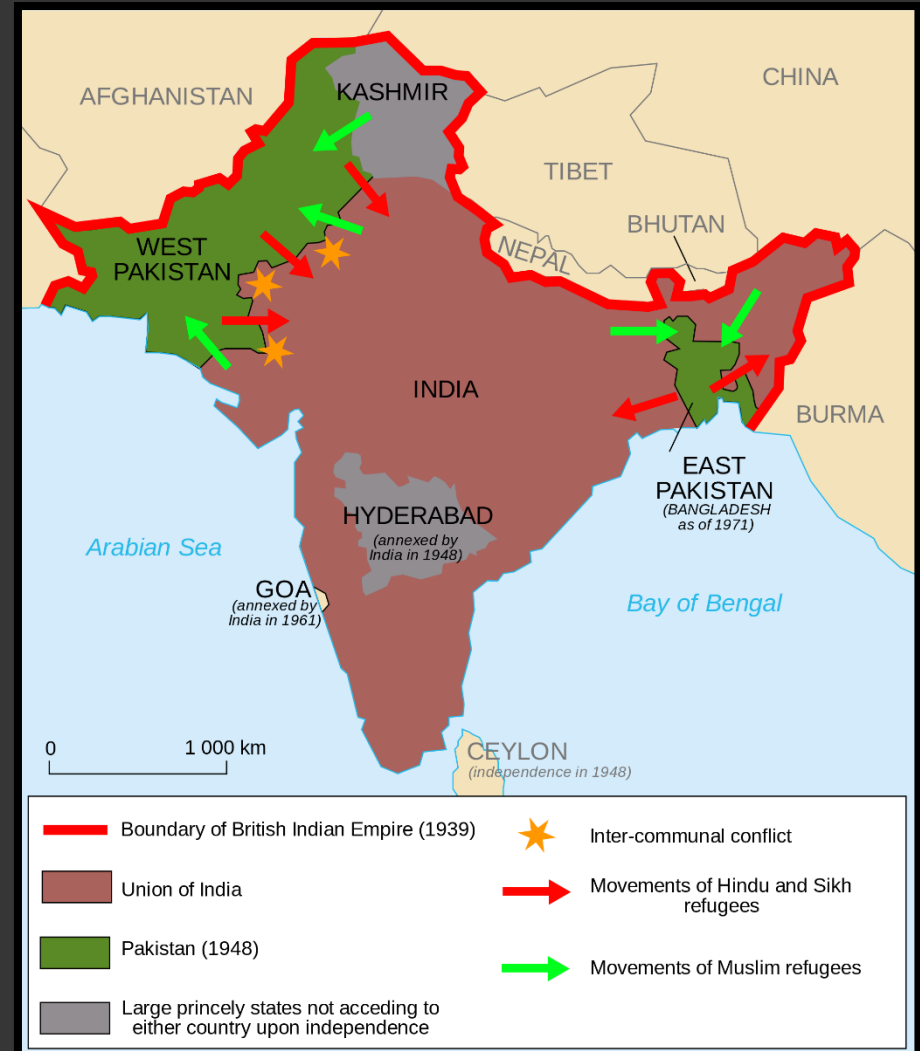 AFGHANISTAN
KASHMIR
CHINA
TIBET
BHUTAN
NEPAL
WEST
PAKISTAN
INDIA
BURMA
EAST
PAKISTAN
(BANGLADESH
as of 1971)
HYDERABAD
(annexed by
India in 1948)
Arabian Sea
GOA
(annexed by
India in 1961)
Bay of Bengal
0 1 000 km
CEYLON
(independence in 1948)
Boundary of British Indian Empire (1939)
Union of India
Pakistan (1948)
Large princely states not acceding to
either country upon independence
Inter-communal conflict
Movements of Hindu and Sikh
refugees
Movements of Muslim refugees